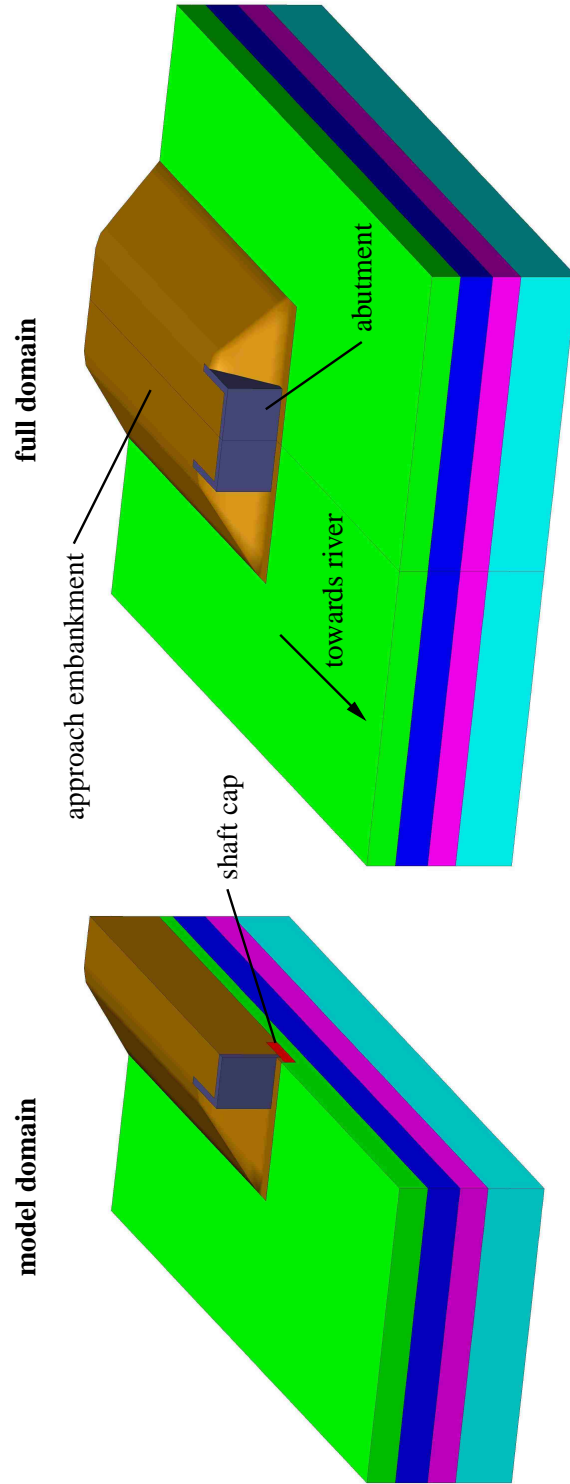 model domain
full domain
approach embankment
shaft cap
towards river
abutment